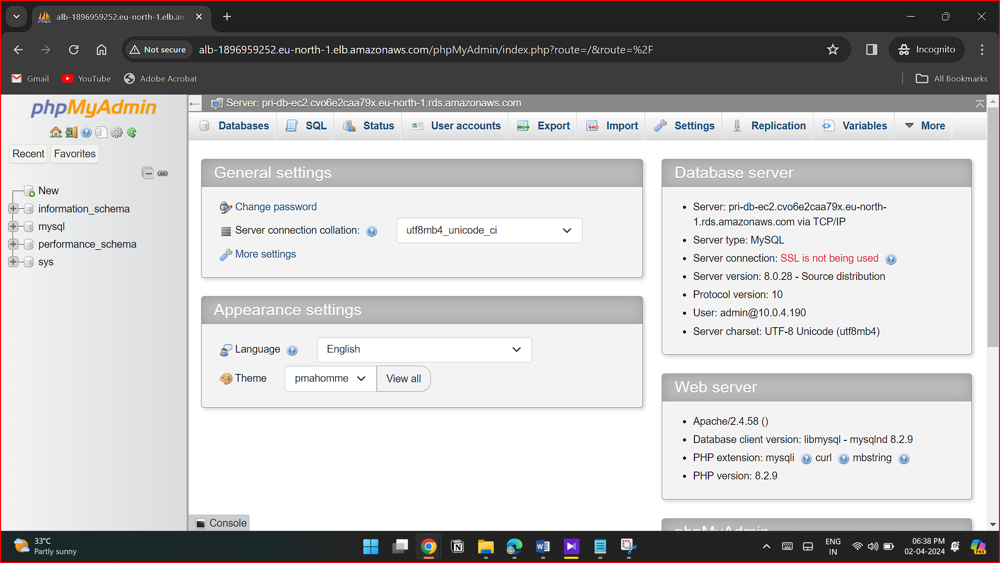 alb-1896959252.eu-north-1.elb.am
Not secure
alb-1896959252.eu-north-1.elb.amazonaws.com/phpMyAdmin/index.php?route=/&route=%2F
Incognito
Gmail
YouTube
Adobe Acrobat
All Bookmarks
phpMyAdmin
Recent
Favorites
New
information_schema
mysql
performance_schema
sys
Server: pri-db-ec2.cvo6e2caa79x.eu-north-1.rds.amazonaws.com
Databases
SQL
Status
User accounts
Export
Import
Settings
Replication
Variables
More
General settings
Change password
Server connection collation:
utf8mb4_unicode_ci
More settings
Appearance settings
Language
English
Theme
pmahomme
View all
Database server
Server: pri-db-ec2.cvo6e2caa79x.eu-north-
1.rds.amazonaws.com via TCP/IP
Server type: MySQL
Server connection: SSL is not being used
Server version: 8.0.28 - Source distribution
Protocol version: 10
User: admin@10.0.4.190
Server charset: UTF-8 Unicode (utf8mb4)
Web server
Apache/2.4.58 ()
Database client version: libmysql - mysqlnd 8.2.9
PHP extension: mysqli curl mbstring
PHP version: 8.2.9
phpMyAdmin
Console
33°C
Partly sunny
ENG
IN
06:38 PM
02-04-2024
PRE